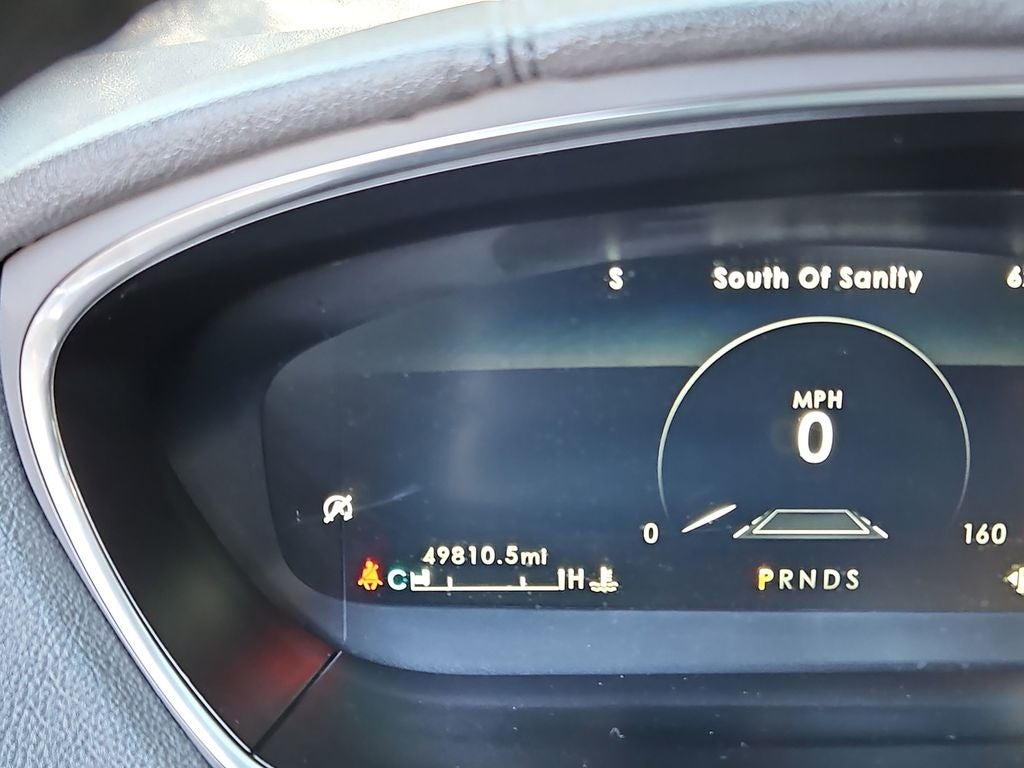 S South Of Sanity
MPH
0
0 160
49810.5mi
C H
PRNDS